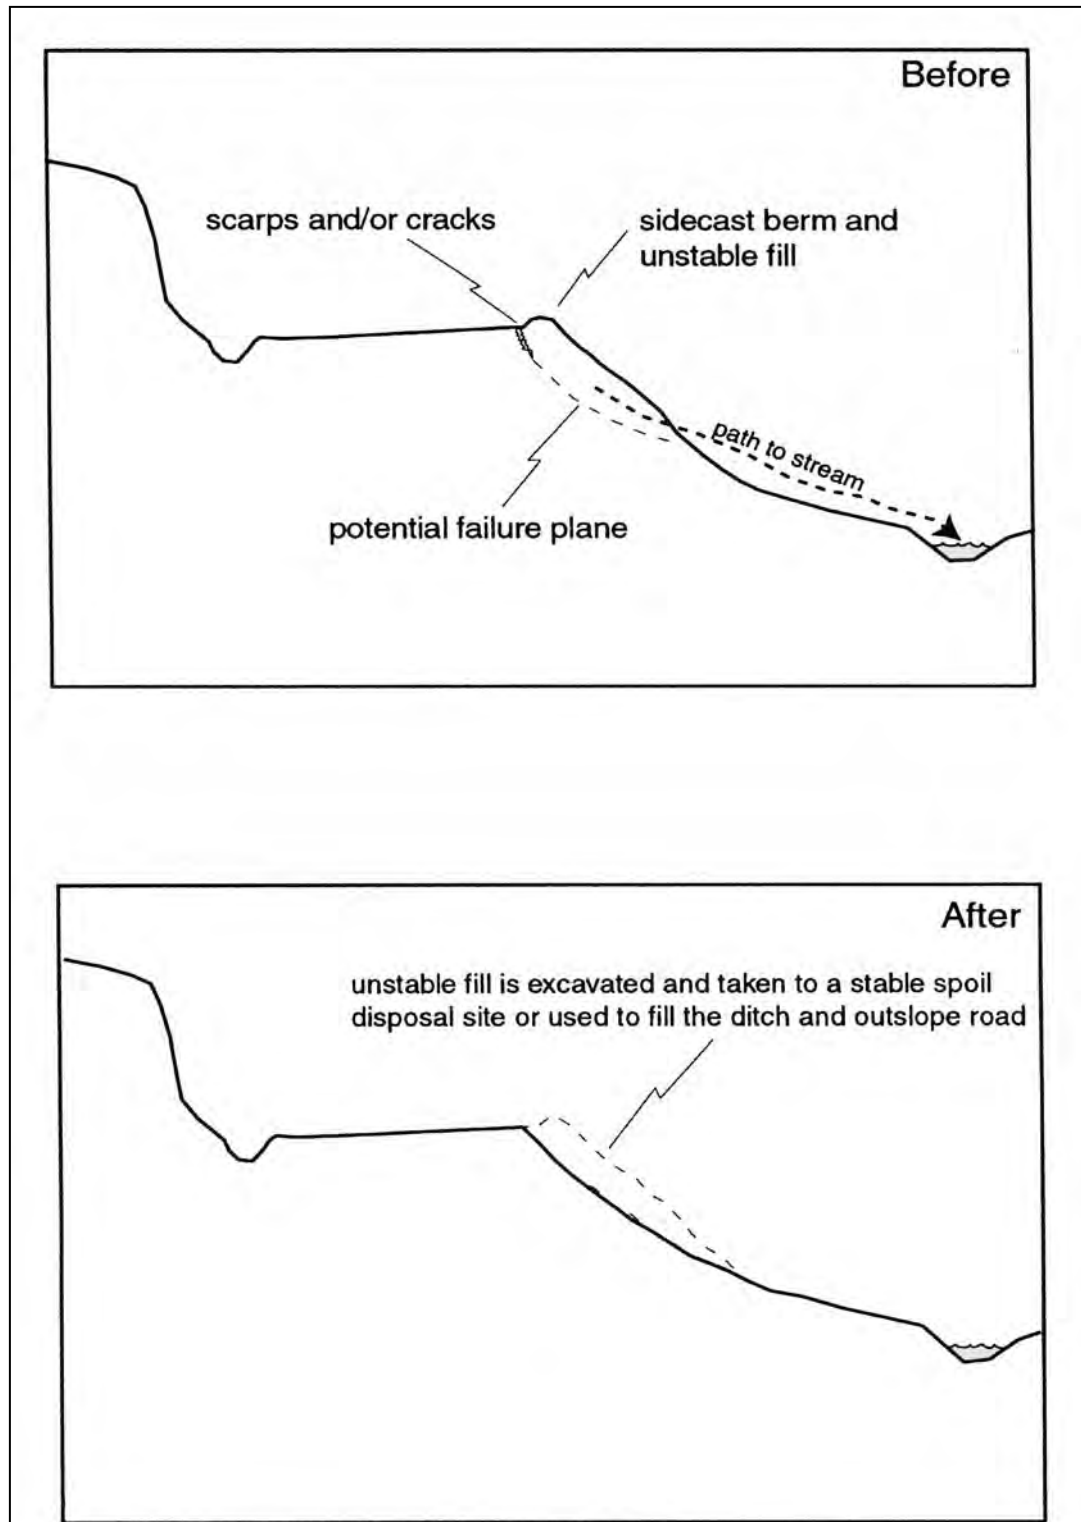 Before
scarps and/or cracks
sidecast berm and
unstable fill
path to stream
potential failure plane
After
unstable fill is excavated and taken to a stable spoil
disposal site or used to fill the ditch and outslope road